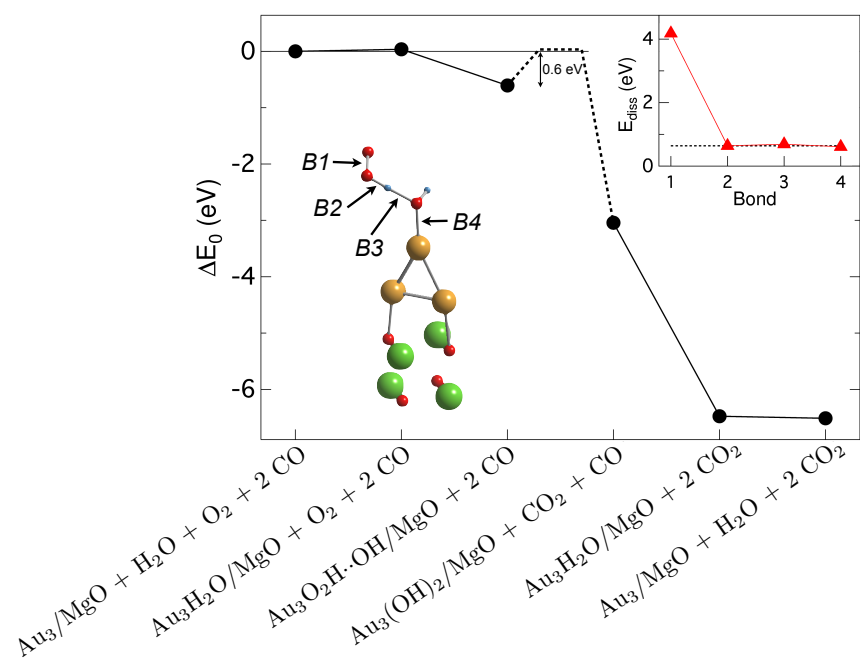 0
-2
-4
-6
ΔE₀ (eV)
0.6 eV
4
2
0
E_diss (eV)
1 2 3 4
Bond
B1
B2
B3
B4
Au₃/MgO + H₂O + O₂ + 2 CO
Au₃H₂O/MgO + O₂ + 2 CO
Au₃O₂H··OH/MgO + 2 CO
Au₃(OH)₂/MgO + CO₂ + CO
Au₃H₂O/MgO + 2 CO₂
Au₃/MgO + H₂O + 2 CO₂